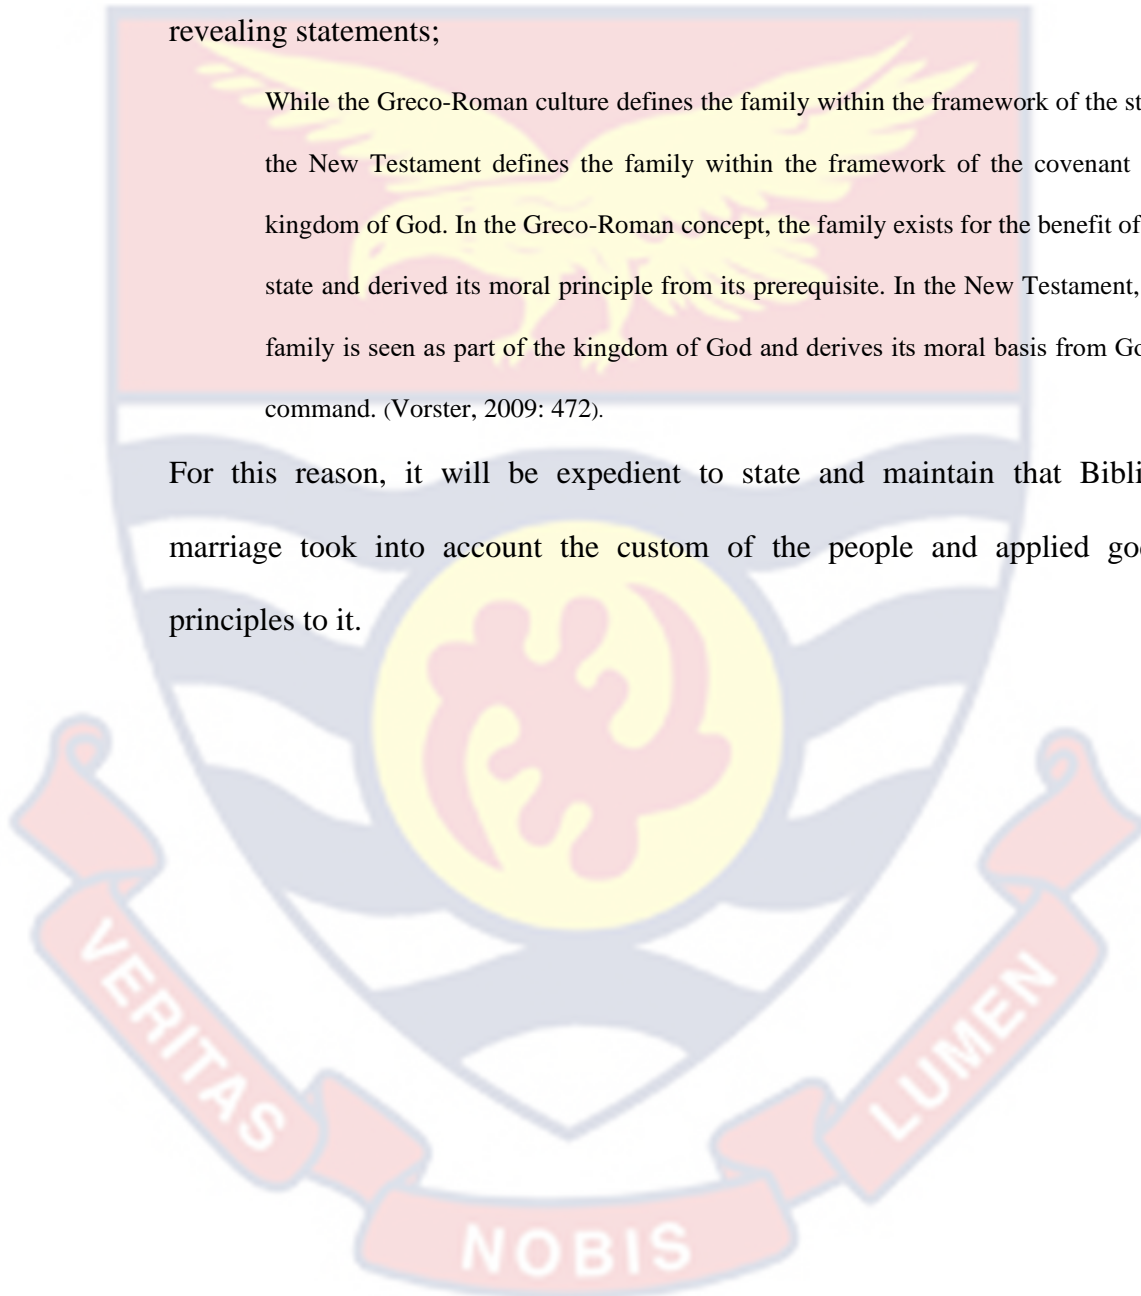 revealing statements;
While the Greco-Roman culture defines the family within the framework of the st
the New Testament defines the family within the framework of the covenant
kingdom of God. In the Greco-Roman concept, the family exists for the benefit of
state and derived its moral principle from its prerequisite. In the New Testament,
family is seen as part of the kingdom of God and derives its moral basis from Go
command. (Vorster, 2009: 472).
For this reason, it will be expedient to state and maintain that Bibli
marriage took into account the custom of the people and applied go
principles to it.
VERITAS
NOBIS
LUMEN